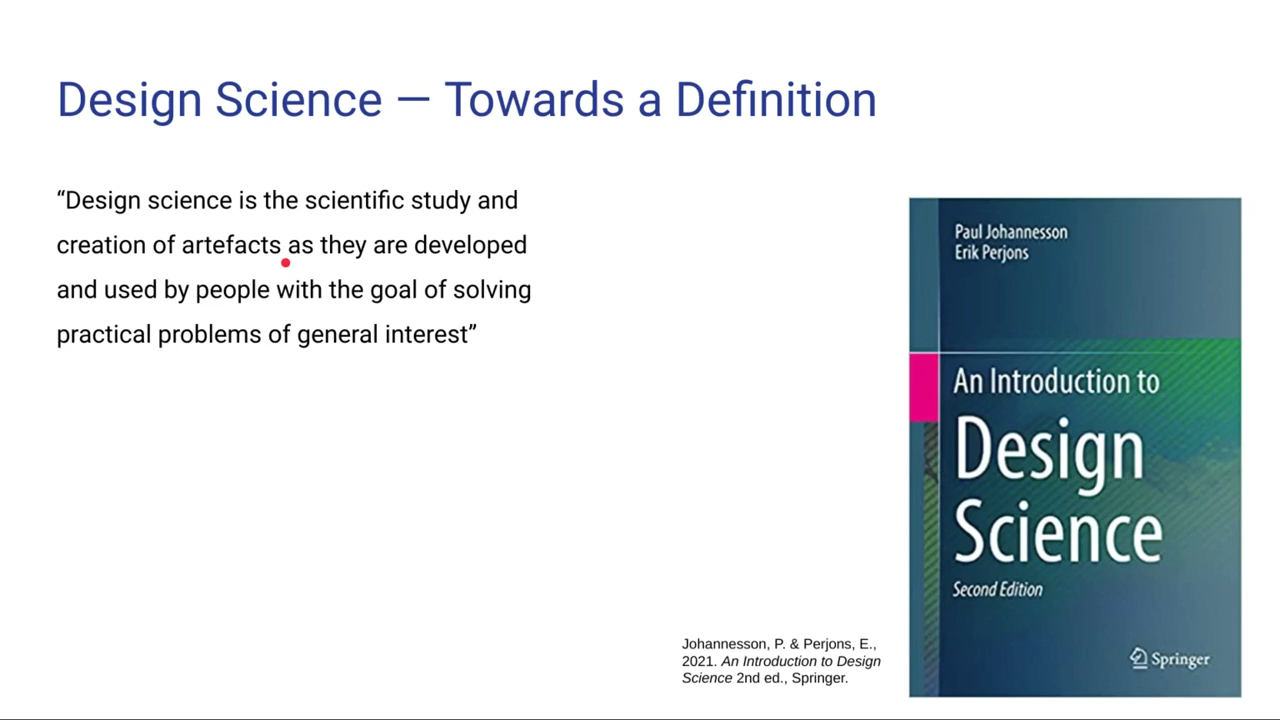 Design Science — Towards a Definition
“Design science is the scientific study and
creation of artefacts as they are developed
and used by people with the goal of solving
practical problems of general interest”
Paul Johannesson
Erik Perjons
An Introduction to
Design
Science
Second Edition
Springer
Johannesson, P. & Perjons, E.,
2021. An Introduction to Design
Science 2nd ed., Springer.